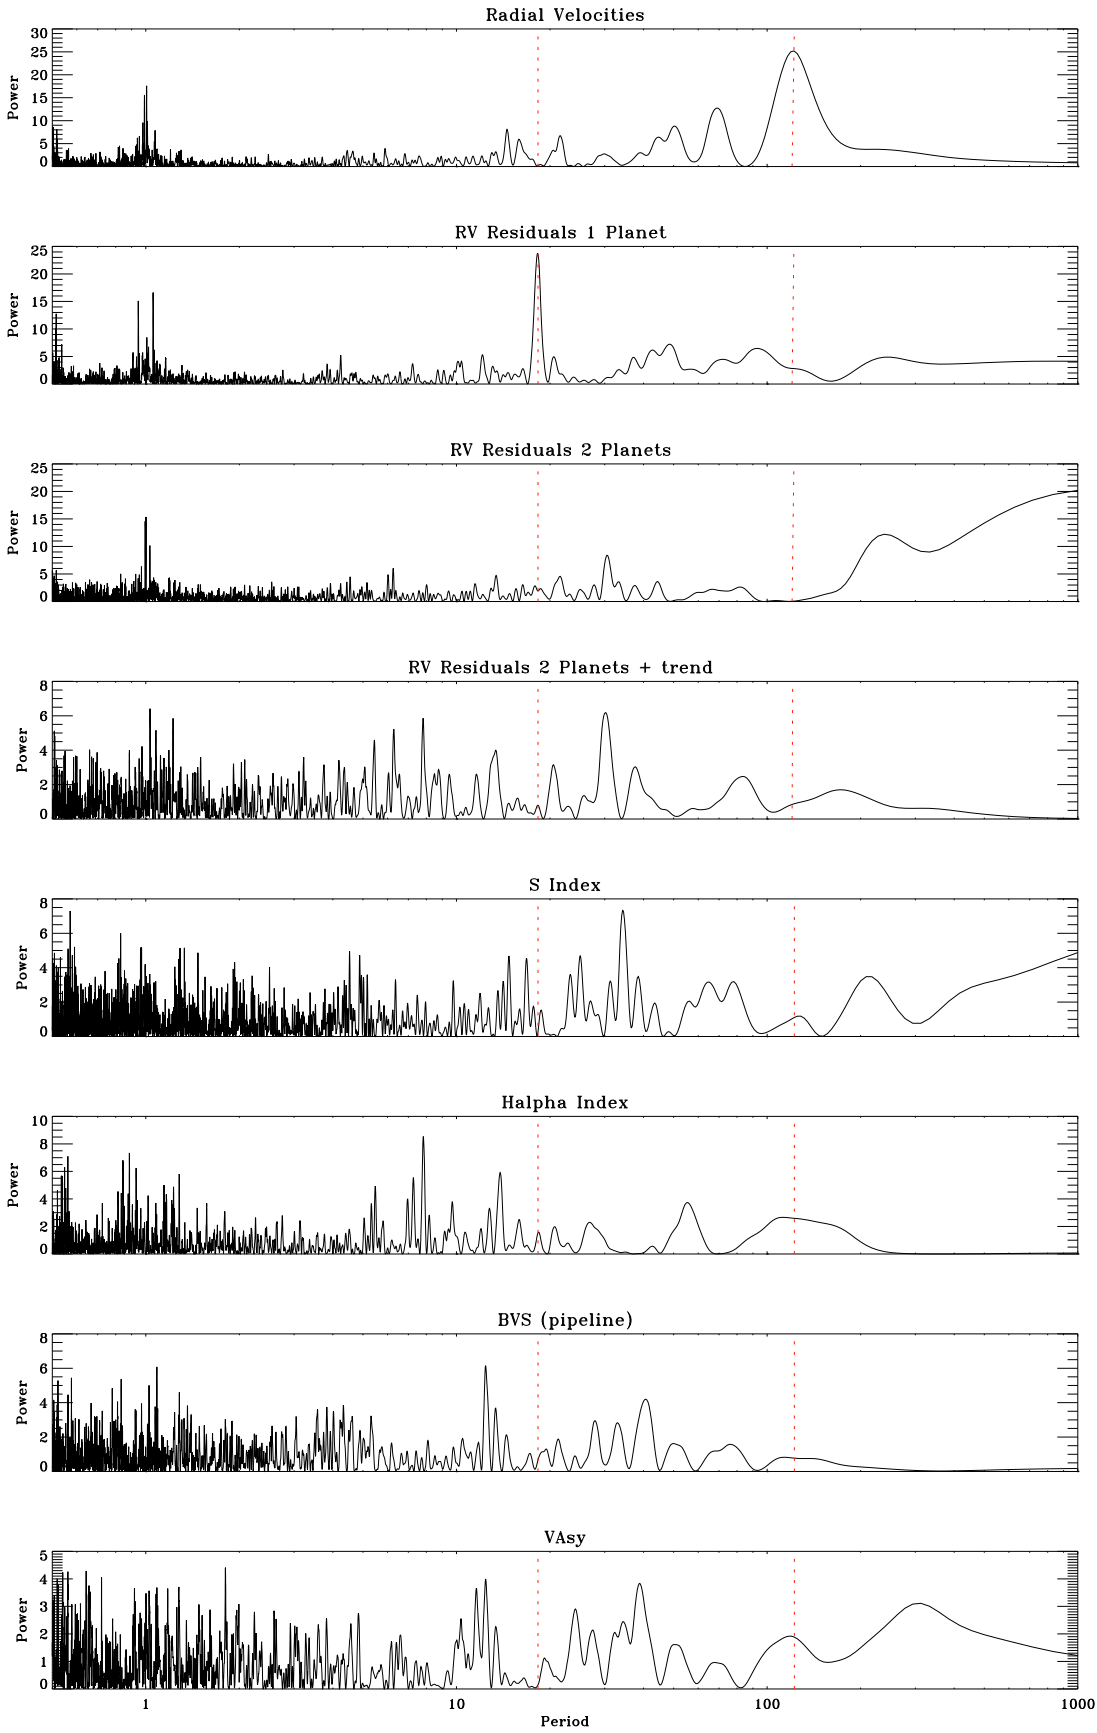 Radial Velocities
30
25
20
15
10
5
0
Power
RV Residuals 1 Planet
25
20
15
10
5
0
Power
RV Residuals 2 Planets
25
20
15
10
5
0
Power
RV Residuals 2 Planets + trend
8
6
4
2
0
Power
S Index
8
6
4
2
0
Power
Halpha Index
10
8
6
4
2
0
Power
BVS (pipeline)
8
6
4
2
0
Power
VAsy
5
4
3
2
1
0
Power
1 10 100 1000
Period